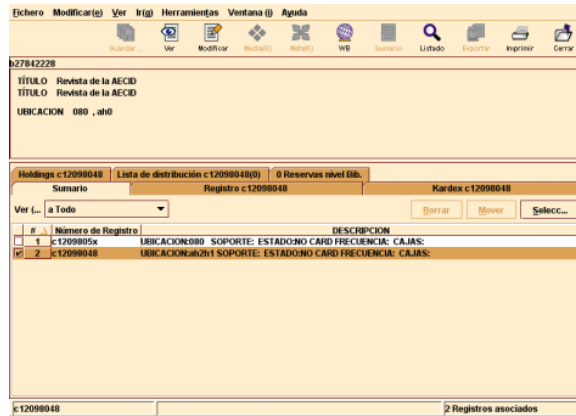 Fichero Modificar(e) Ver Ir(g) Herramientas Ventana (j) Ayuda
Guardar... Ver Modificar Media(0) Meta(0) WB Sumario Listado Exportar Imprimir Cerrar
b27842228
TÍTULO Revista de la AECID
TÍTULO Revista de la AECID
UBICACION 080 , ah0
Holdings c12098048 Lista de distribución c12098048(0) 0 Reservas nivel Bib.
Sumario Registro c12098048 Kardex c12098048
Ver (... a Todo Borrar Mover Selecc...
# Número de Registro DESCRIPCION
1 c1209805x UBICACION:080 SOPORTE: ESTADO:NO CARD FRECUENCIA: CAJAS:
2 c12098048 UBICACION:ah2h1 SOPORTE: ESTADO:NO CARD FRECUENCIA: CAJAS:
c12098048 2 Registros asociados